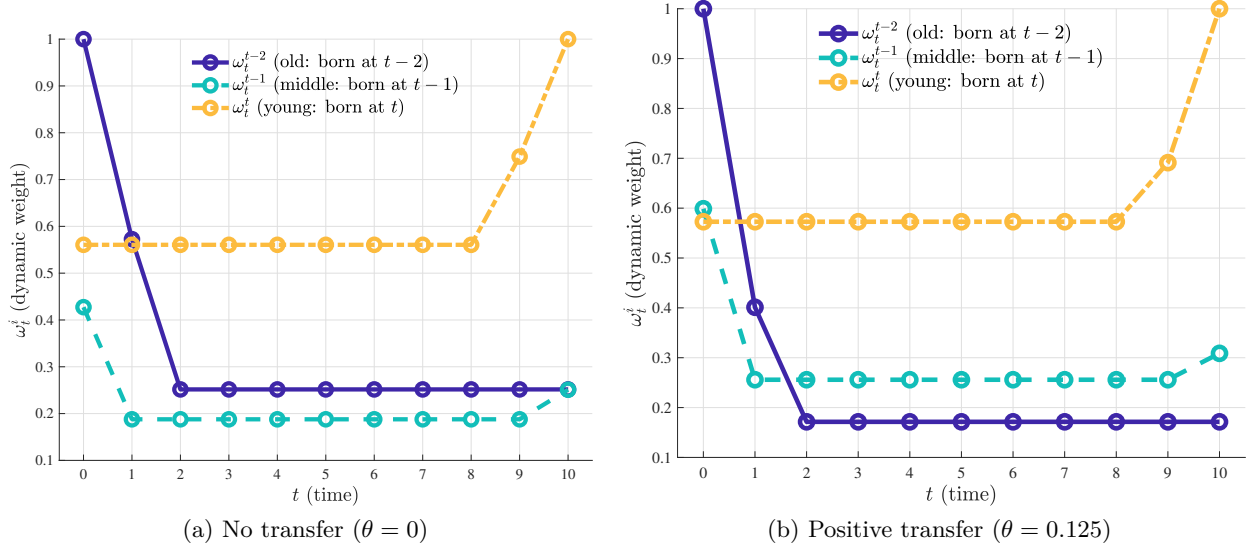 ω_t^{t−2} (old: born at t − 2)
ω_t^{t−1} (middle: born at t − 1)
ω_t^t (young: born at t)
1
0.9
0.8
0.7
0.6
0.5
0.4
0.3
0.2
0.1
ω_t^i (dynamic weight)
0 1 2 3 4 5 6 7 8 9 10
t (time)
(a) No transfer (θ = 0)
ω_t^{t−2} (old: born at t − 2)
ω_t^{t−1} (middle: born at t − 1)
ω_t^t (young: born at t)
1
0.9
0.8
0.7
0.6
0.5
0.4
0.3
0.2
0.1
ω_t^i (dynamic weight)
0 1 2 3 4 5 6 7 8 9 10
t (time)
(b) Positive transfer (θ = 0.125)